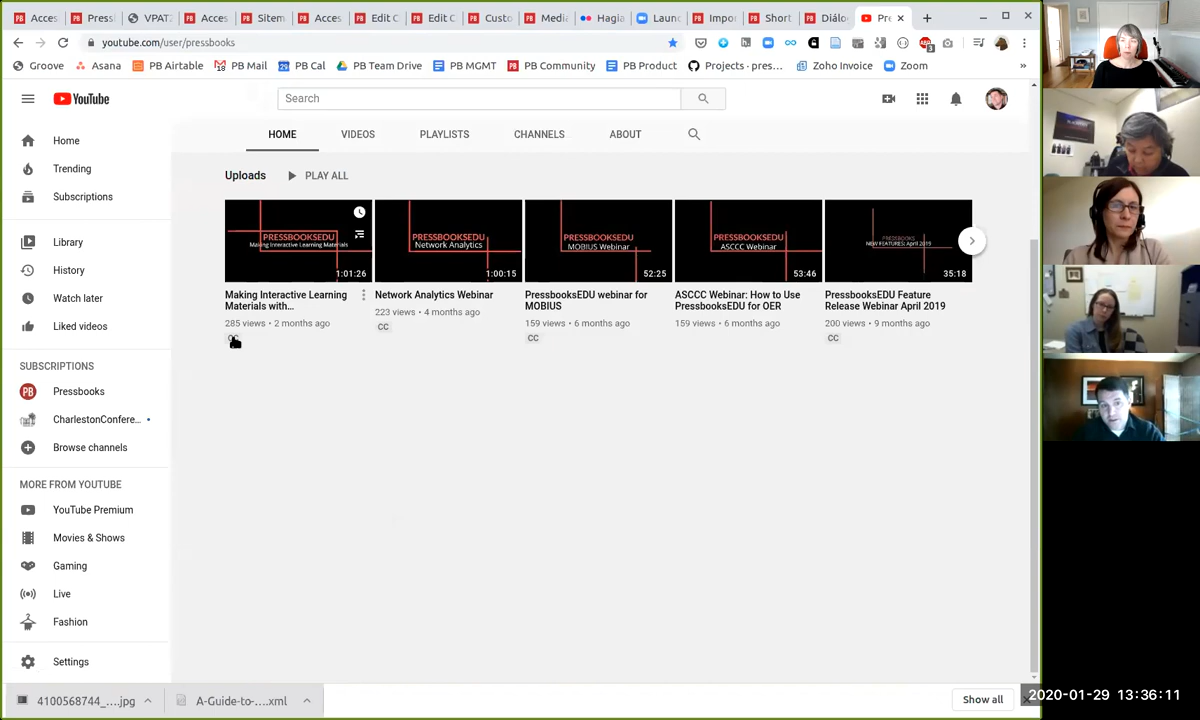 Acces
Press
VPAT
Acces
Sitem
Acces
Edit C
Edit C
Custo
Media
Hagia
Launc
Impor
Short
Diálo
Pre
youtube.com/user/pressbooks
Groove
Asana
PB Airtable
PB Mail
PB Cal
PB Team Drive
PB MGMT
PB Community
PB Product
Projects · pres…
Zoho Invoice
Zoom
»
YouTube
Search
HOME
VIDEOS
PLAYLISTS
CHANNELS
ABOUT
Home
Trending
Subscriptions
Library
History
Watch later
Liked videos
SUBSCRIPTIONS
PB Pressbooks
CharlestonConfere... •
Browse channels
MORE FROM YOUTUBE
YouTube Premium
Movies & Shows
Gaming
Live
Fashion
Settings
Uploads
PLAY ALL
PRESSBOOKSEDU
Making Interactive Learning Materials
1:01:26
PRESSBOOKSEDU
Network Analytics
1:00:15
PRESSBOOKSEDU
MOBIUS Webinar
52:25
PRESSBOOKSEDU
ASCCC Webinar
53:46
PRESSBOOKS
NEW FEATURES: April 2019
35:18
Making Interactive Learning
Materials with...
285 views • 2 months ago
Network Analytics Webinar
223 views • 4 months ago
CC
PressbooksEDU webinar for
MOBIUS
159 views • 6 months ago
CC
ASCCC Webinar: How to Use
PressbooksEDU for OER
159 views • 6 months ago
PressbooksEDU Feature
Release Webinar April 2019
200 views • 9 months ago
CC
4100568744_....jpg
A-Guide-to-....xml
Show all
2020-01-29 13:36:11